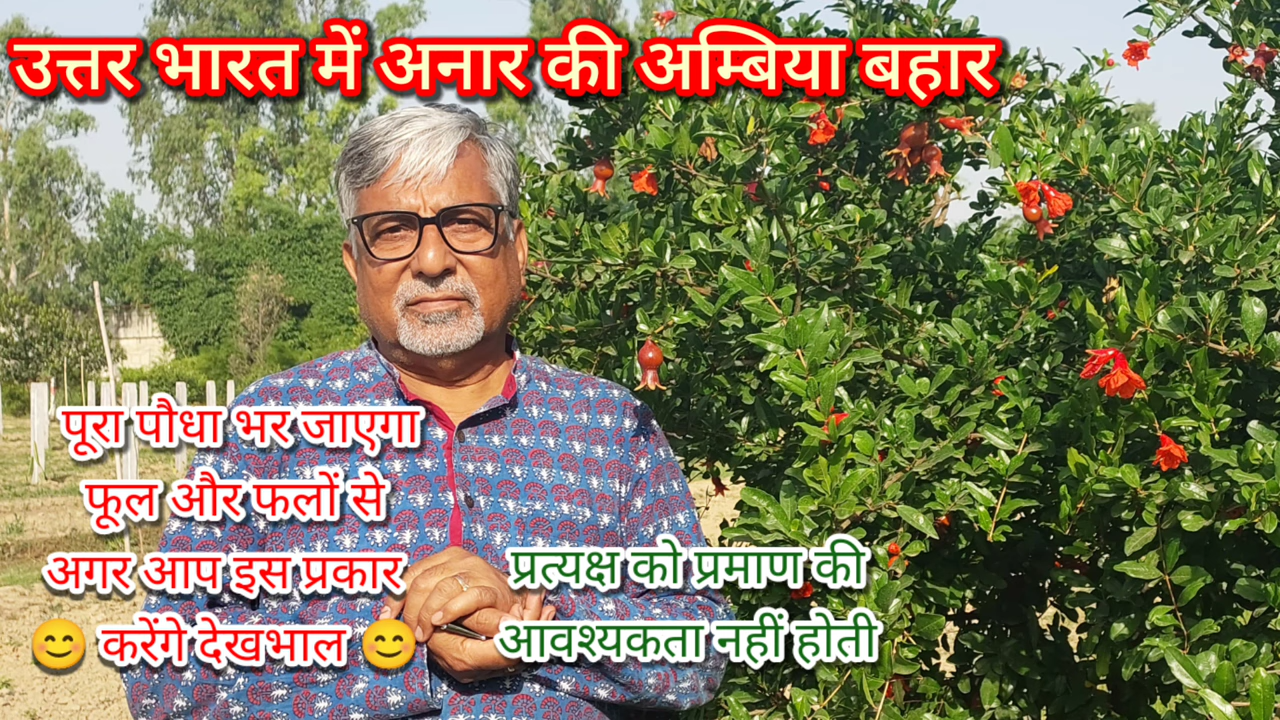 उत्तर भारत में अनार की अम्बिया बहार
पूरा पौधा भर जाएगा
फूल और फलों से
अगर आप इस प्रकार
😊 करेंगे देखभाल 😊
प्रत्यक्ष को प्रमाण की
आवश्यकता नहीं होती